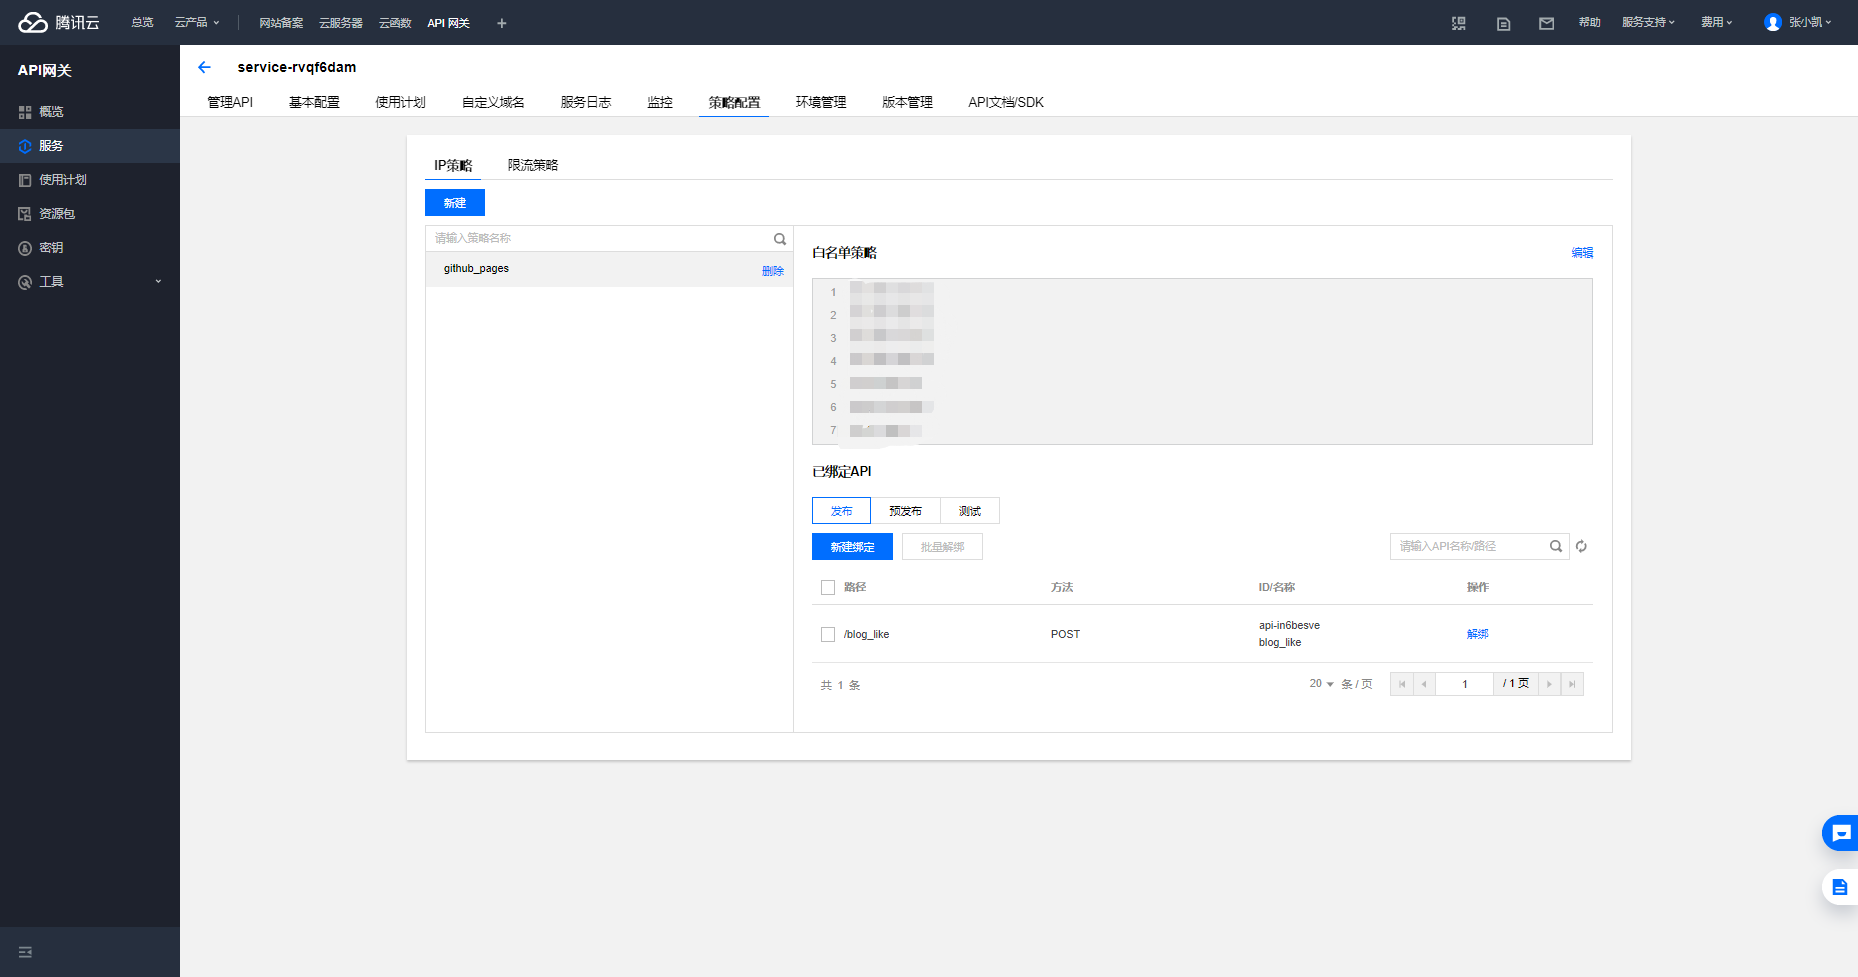 腾讯云 总览 云产品 网站备案 云服务器 云函数 API 网关 + 帮助 服务支持 费用 张小凯
API网关
概览
服务
使用计划
资源包
密钥
工具
service-rvqf6dam
管理API 基本配置 使用计划 自定义域名 服务日志 监控 策略配置 环境管理 版本管理 API文档/SDK
IP策略 限流策略
新建
请输入策略名称
github_pages 删除
白名单策略 编辑
1
2
3
4
5
6
7
已绑定API
发布 预发布 测试
新建绑定 批量解绑 请输入API名称/路径
路径 方法 ID/名称 操作
/blog_like POST api-in6besve 解绑
blog_like
共 1 条 20 条 / 页 1 / 1 页